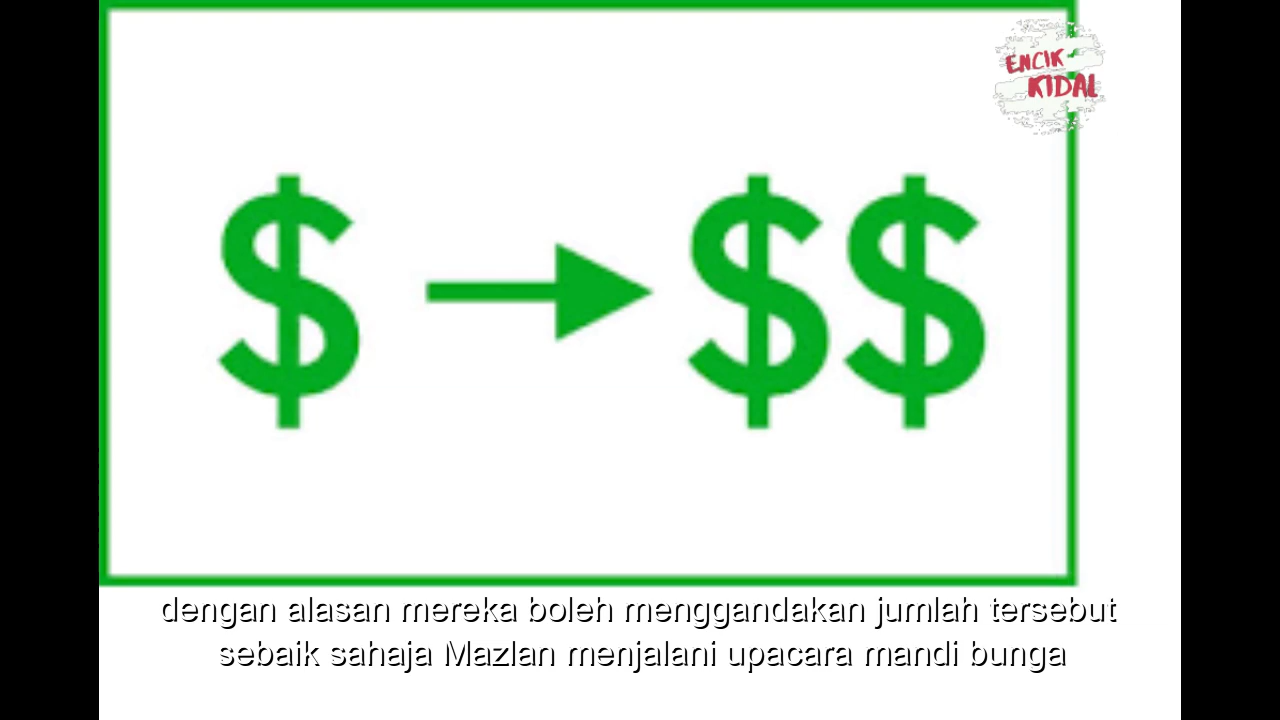 ENCIK
KIDAL
$ $$
dengan alasan mereka boleh menggandakan jumlah tersebut
sebaik sahaja Mazlan menjalani upacara mandi bunga